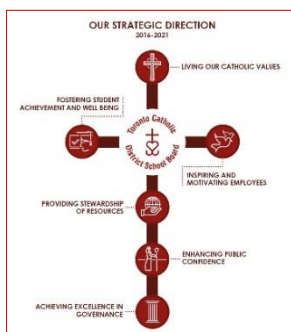 OUR STRATEGIC DIRECTION
2016-2021
LIVING OUR CATHOLIC VALUES
FOSTERING STUDENT
ACHIEVEMENT AND WELL BEING
Toronto Catholic
District School Board
INSPIRING AND
MOTIVATING EMPLOYEES
PROVIDING STEWARDSHIP
OF RESOURCES
ENHANCING PUBLIC
CONFIDENCE
ACHIEVING EXCELLENCE IN
GOVERNANCE